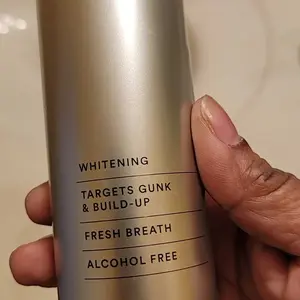 WHITENING
TARGETS GUNK
& BUILD-UP
FRESH BREATH
ALCOHOL FREE